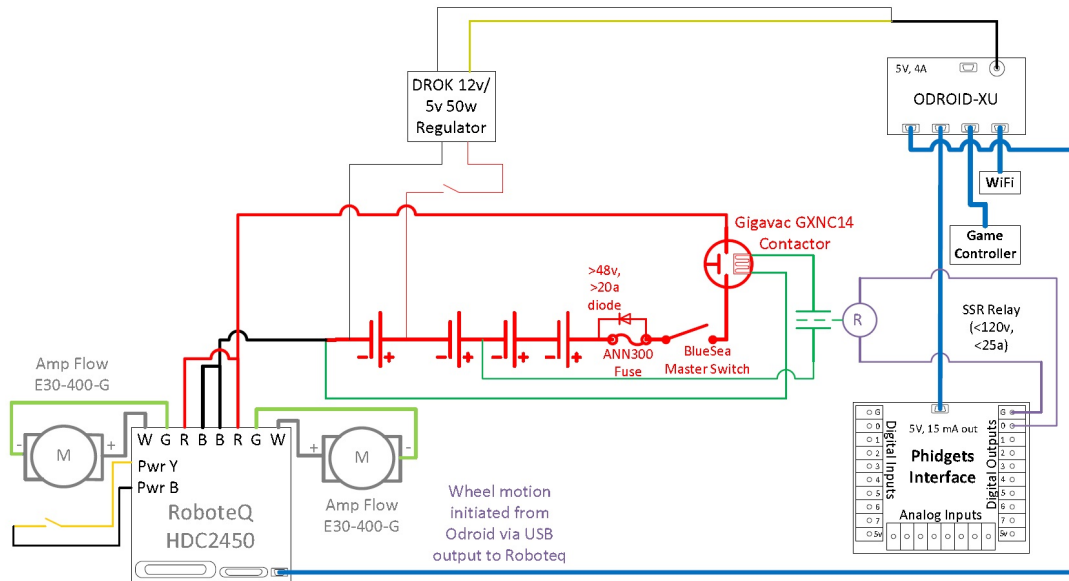 DROK 12v/
5v 50w
Regulator
5V, 4A
ODROID-XU
WiFi
Game
Controller
Gigavac GXNC14
Contactor
>48v,
>20a
diode
ANN300
Fuse
BlueSea
Master Switch
- +
- +
- +
- +
R
SSR Relay
(<120v,
<25a)
Amp Flow
E30-400-G
- M +
W G R B B R G W
+ M -
Amp Flow
E30-400-G
Pwr Y
Pwr B
RoboteQ
HDC2450
Wheel motion
initiated from
Odroid via USB
output to Roboteq
5V, 15 mA out
Phidgets
Interface
Digital Inputs
G
0
1
2
3
4
5
6
7
5v
Digital Outputs
G
0
1
2
3
4
5
6
7
5v
Analog Inputs